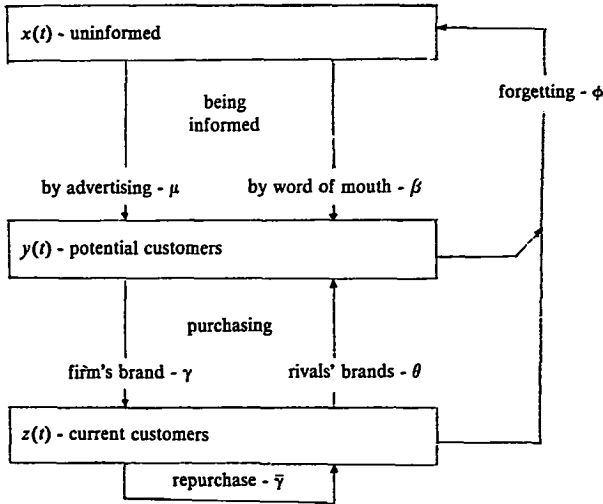 x(t) - uninformed
forgetting - ϕ
being
informed
by advertising - μ
by word of mouth - β
y(t) - potential customers
purchasing
firm's brand - γ
rivals' brands - θ
z(t) - current customers
repurchase - γ̄